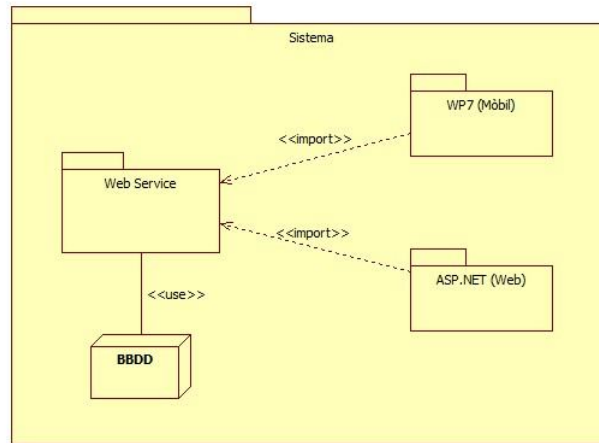 Sistema
WP7 (Mòbil)
<<import>>
Web Service
<<import>>
ASP.NET (Web)
<<use>>
BBDD